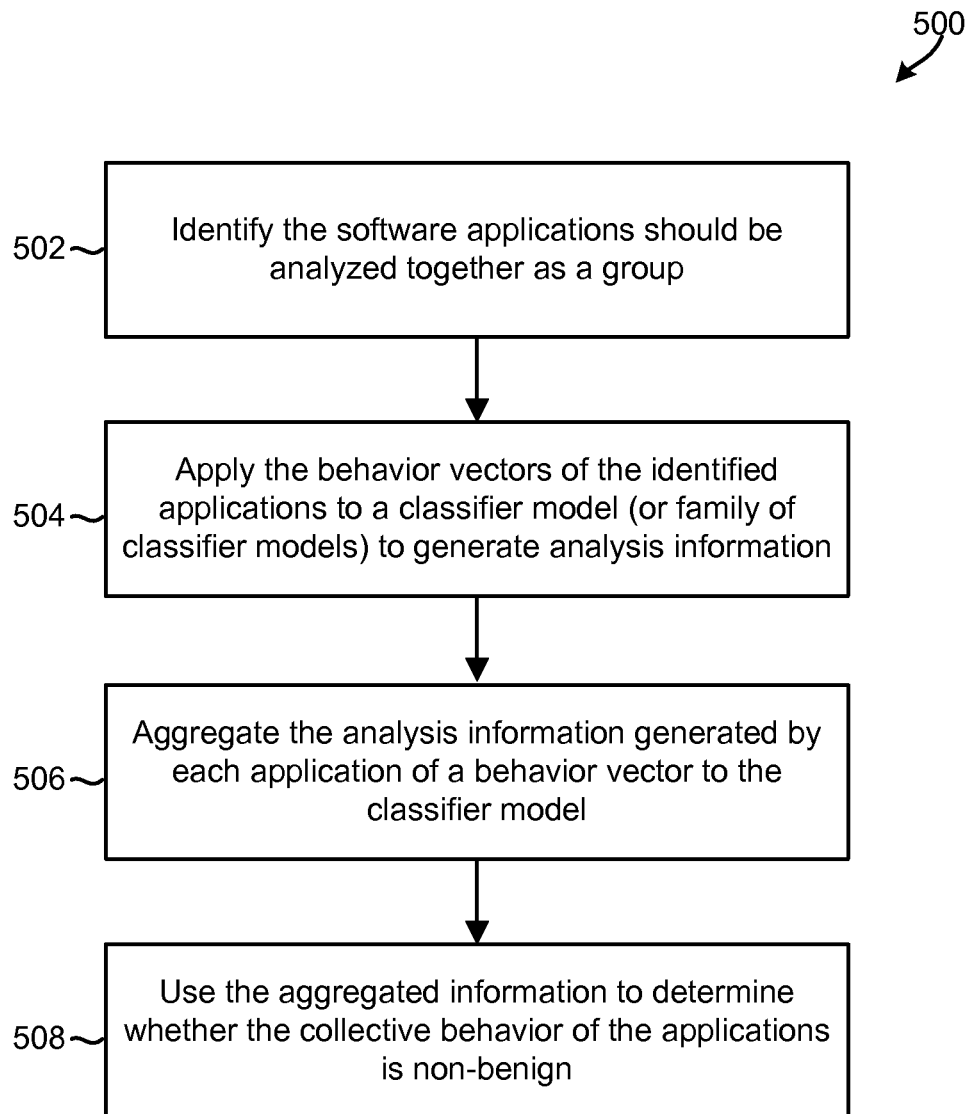 500
502
Identify the software applications should be
analyzed together as a group
504
Apply the behavior vectors of the identified
applications to a classifier model (or family of
classifier models) to generate analysis information
506
Aggregate the analysis information generated by
each application of a behavior vector to the
classifier model
508
Use the aggregated information to determine
whether the collective behavior of the applications
is non-benign